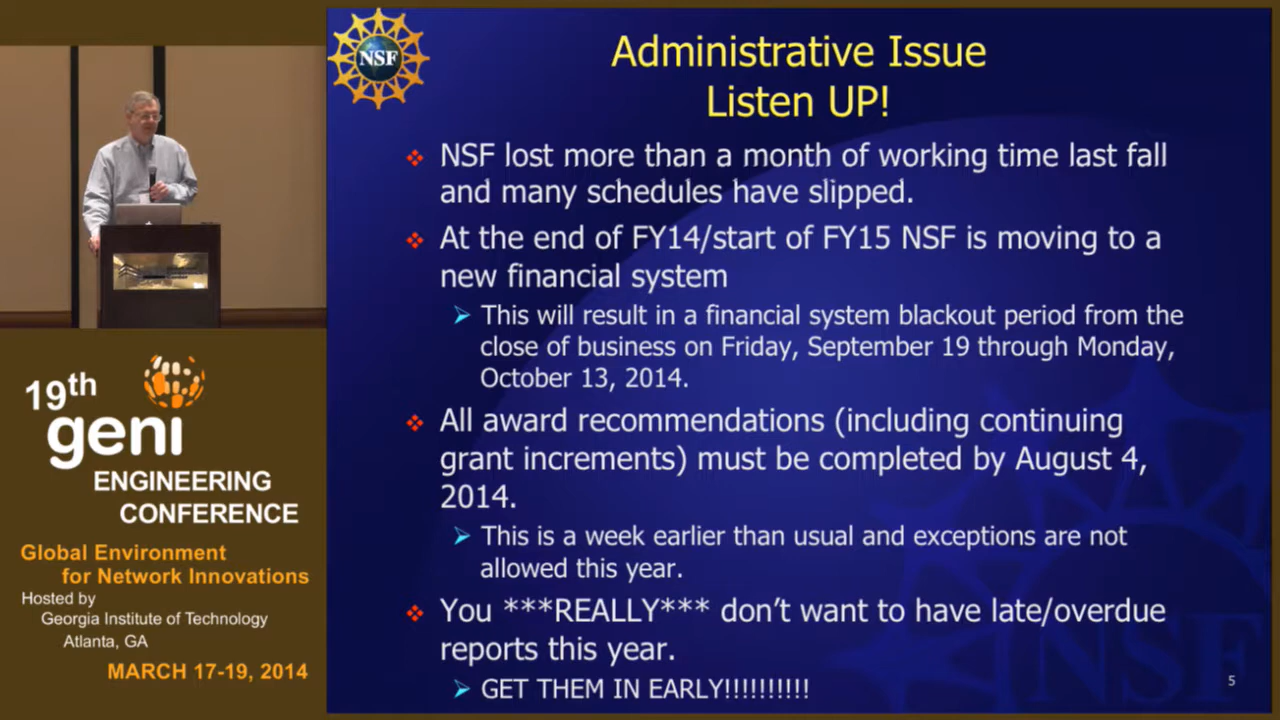 NSF
Administrative Issue
Listen UP!
NSF lost more than a month of working time last fall
and many schedules have slipped.
At the end of FY14/start of FY15 NSF is moving to a
new financial system
This will result in a financial system blackout period from the
close of business on Friday, September 19 through Monday,
October 13, 2014.
All award recommendations (including continuing
grant increments) must be completed by August 4,
2014.
This is a week earlier than usual and exceptions are not
allowed this year.
You ***REALLY*** don't want to have late/overdue
reports this year.
GET THEM IN EARLY!!!!!!!!!!
NSF
5
19th
geni
ENGINEERING
CONFERENCE
Global Environment
for Network Innovations
Hosted by
Georgia Institute of Technology
Atlanta, GA
MARCH 17-19, 2014